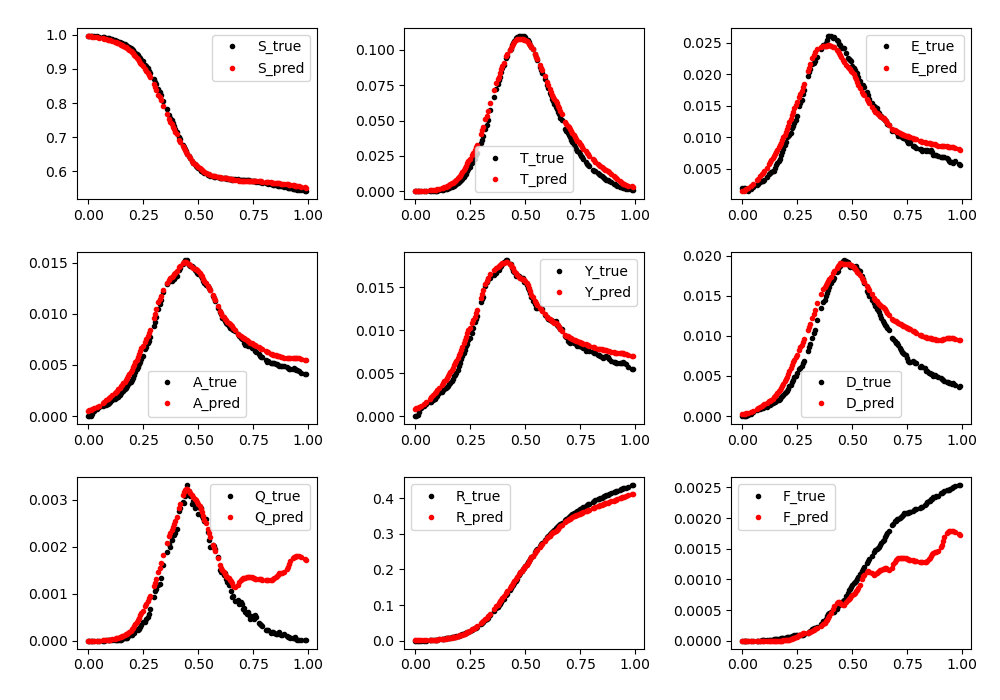 1.0
0.9
0.8
0.7
0.6
0.00 0.25 0.50 0.75 1.00
S_true
S_pred
0.100
0.075
0.050
0.025
0.000
0.00 0.25 0.50 0.75 1.00
T_true
T_pred
0.025
0.020
0.015
0.010
0.005
0.00 0.25 0.50 0.75 1.00
E_true
E_pred
0.015
0.010
0.005
0.000
0.00 0.25 0.50 0.75 1.00
A_true
A_pred
0.015
0.010
0.005
0.000
0.00 0.25 0.50 0.75 1.00
Y_true
Y_pred
0.020
0.015
0.010
0.005
0.000
0.00 0.25 0.50 0.75 1.00
D_true
D_pred
0.003
0.002
0.001
0.000
0.00 0.25 0.50 0.75 1.00
Q_true
Q_pred
0.4
0.3
0.2
0.1
0.0
0.00 0.25 0.50 0.75 1.00
R_true
R_pred
0.0025
0.0020
0.0015
0.0010
0.0005
0.0000
0.00 0.25 0.50 0.75 1.00
F_true
F_pred